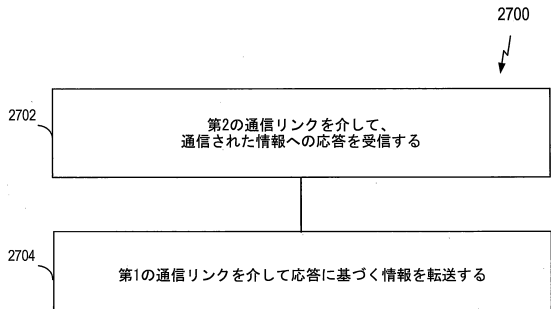 2700
2702
第2の通信リンクを介して、
通信された情報への応答を受信する
2704
第1の通信リンクを介して応答に基づく情報を転送する